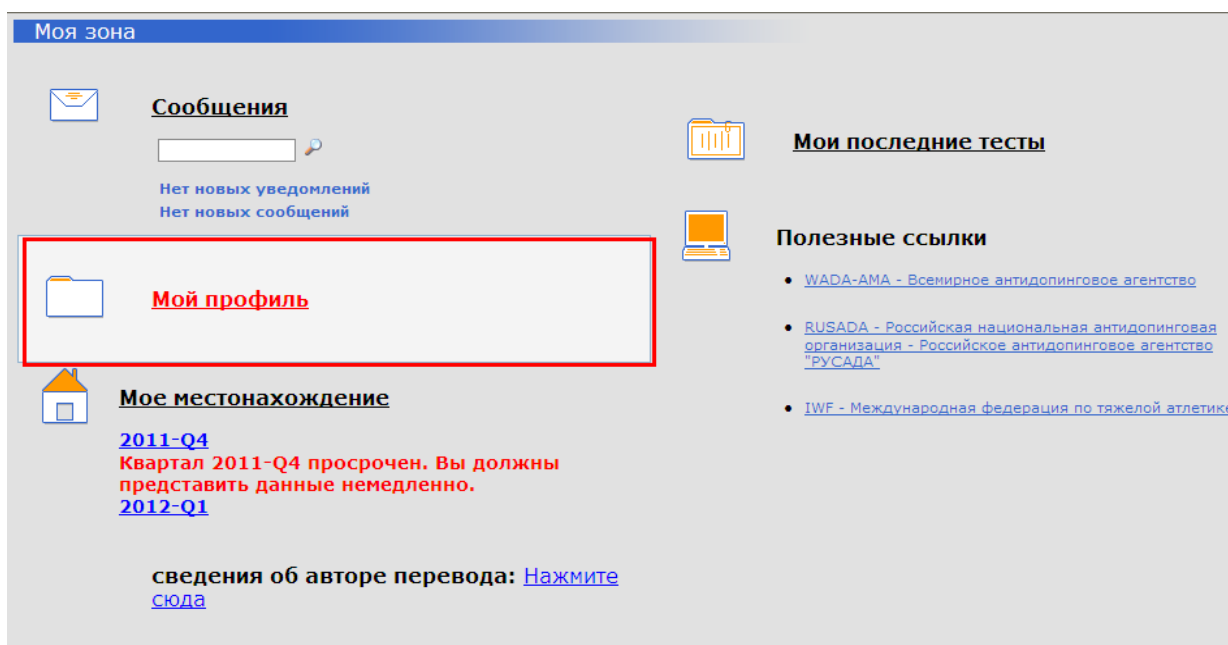 Моя зона
Сообщения
Нет новых уведомлений
Нет новых сообщений
Мой профиль
Мое местонахождение
2011-Q4
Квартал 2011-Q4 просрочен. Вы должны
представить данные немедленно.
2012-Q1
сведения об авторе перевода: Нажмите
сюда
Мои последние тесты
Полезные ссылки
WADA-AMA - Всемирное антидопинговое агентство
RUSADA - Российская национальная антидопинговая
организация - Российское антидопинговое агентство
"РУСАДА"
IWF - Международная федерация по тяжелой атлетике